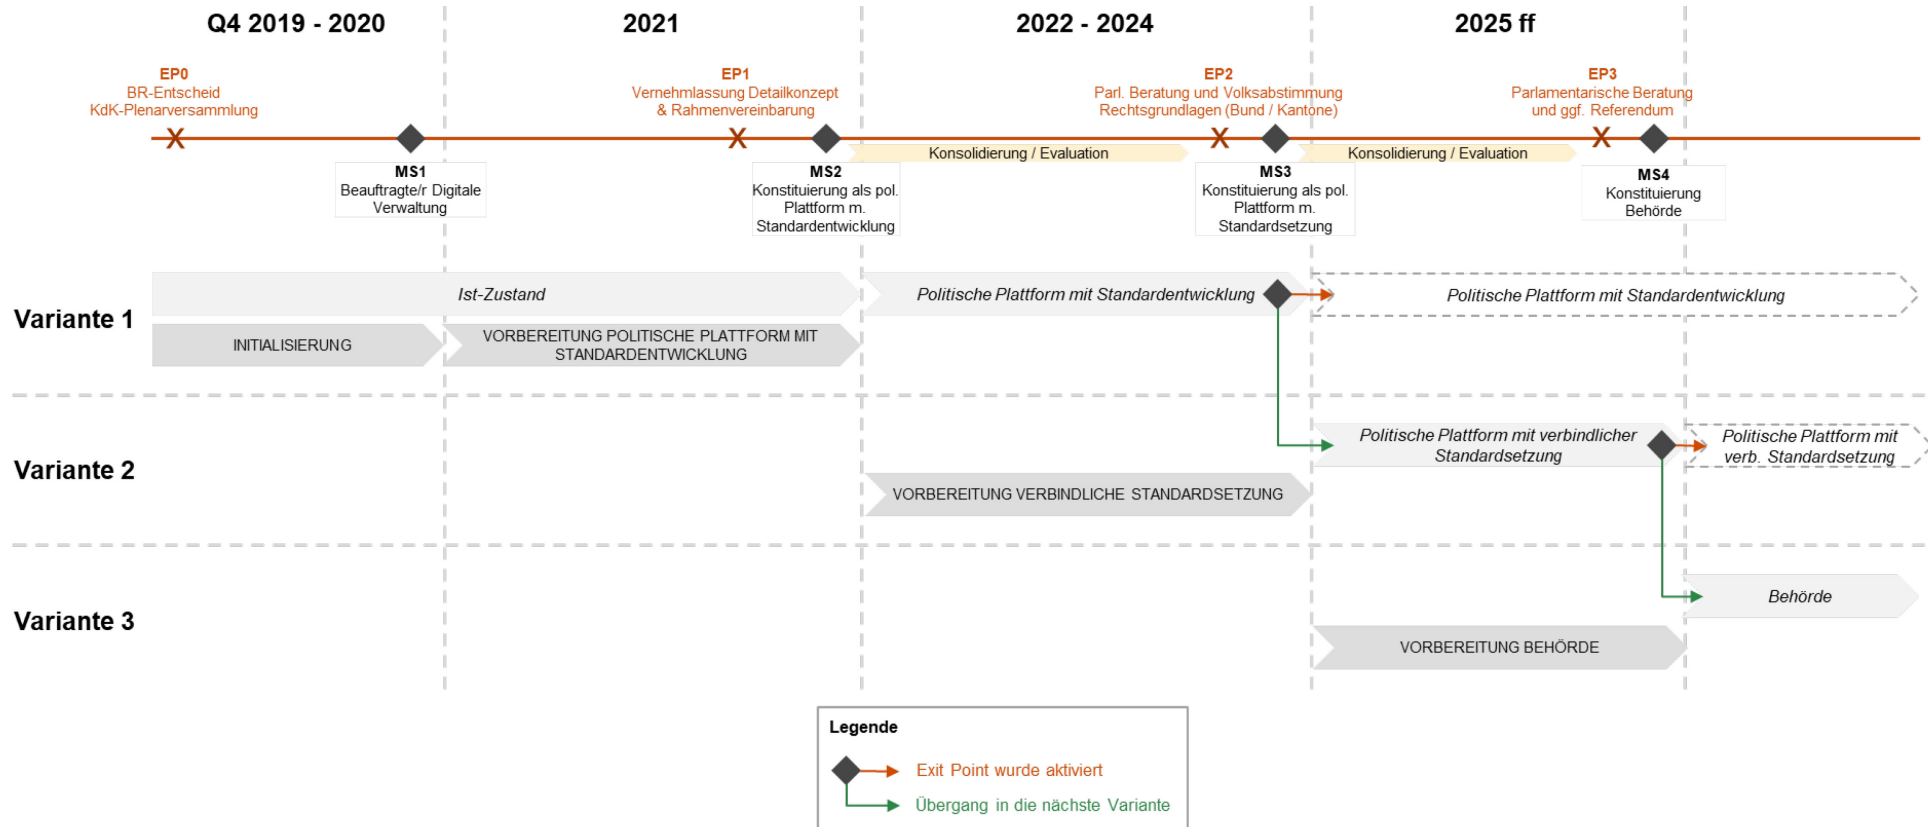 Q4 2019 - 2020
2021
2022 - 2024
2025 ff
EP0
BR-Entscheid
KdK-Plenarversammlung
EP1
Vernehmlassung Detailkonzept
& Rahmenvereinbarung
EP2
Parl. Beratung und Volksabstimmung
Rechtsgrundlagen (Bund / Kantone)
EP3
Parlamentarische Beratung
und ggf. Referendum
X
X
X
X
Konsolidierung / Evaluation
Konsolidierung / Evaluation
MS1
Beauftragte/r Digitale
Verwaltung
MS2
Konstituierung als pol.
Plattform m.
Standardentwicklung
MS3
Konstituierung als pol.
Plattform m.
Standardsetzung
MS4
Konstituierung
Behörde
Variante 1
Ist-Zustand
Politische Plattform mit Standardentwicklung
Politische Plattform mit Standardentwicklung
INITIALISIERUNG
VORBEREITUNG POLITISCHE PLATTFORM MIT
STANDARDENTWICKLUNG
Variante 2
Politische Plattform mit verbindlicher
Standardsetzung
Politische Plattform mit
verb. Standardsetzung
VORBEREITUNG VERBINDLICHE STANDARDSETZUNG
Variante 3
Behörde
VORBEREITUNG BEHÖRDE
Legende
Exit Point wurde aktiviert
Übergang in die nächste Variante